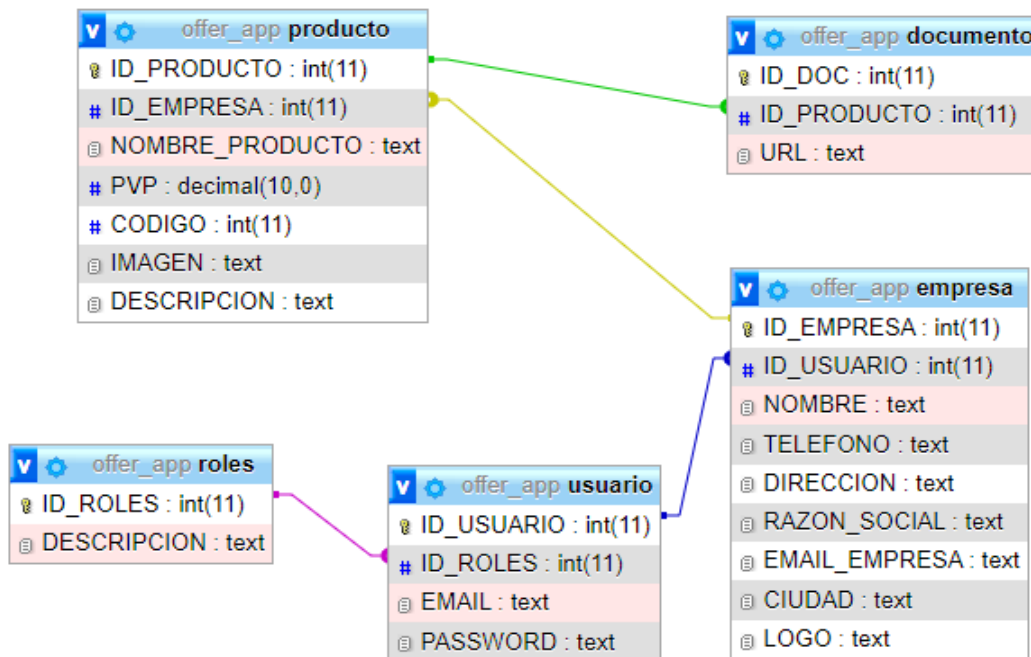 offer_app producto
ID_PRODUCTO : int(11)
ID_EMPRESA : int(11)
NOMBRE_PRODUCTO : text
PVP : decimal(10,0)
CODIGO : int(11)
IMAGEN : text
DESCRIPCION : text
offer_app documento
ID_DOC : int(11)
ID_PRODUCTO : int(11)
URL : text
offer_app empresa
ID_EMPRESA : int(11)
ID_USUARIO : int(11)
NOMBRE : text
TELEFONO : text
DIRECCION : text
RAZON_SOCIAL : text
EMAIL_EMPRESA : text
CIUDAD : text
LOGO : text
offer_app roles
ID_ROLES : int(11)
DESCRIPCION : text
offer_app usuario
ID_USUARIO : int(11)
ID_ROLES : int(11)
EMAIL : text
PASSWORD : text